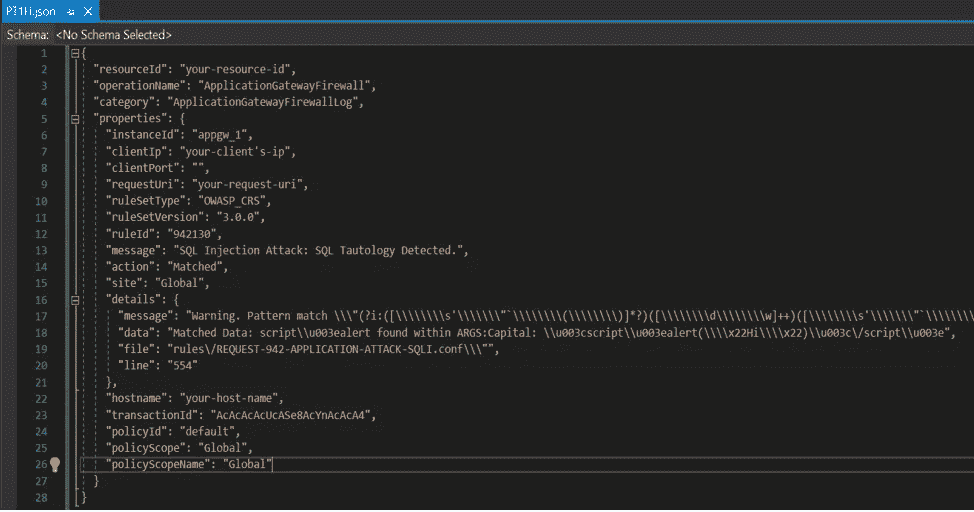 .json
Schema: <No Schema Selected>
1 {
2 "resourceId": "your-resource-id",
3 "operationName": "ApplicationGatewayFirewall",
4 "category": "ApplicationGatewayFirewallLog",
5 "properties": {
6 "instanceId": "appgw_1",
7 "clientIp": "your-client's-ip",
8 "clientPort": "",
9 "requestUri": "your-request-uri",
10 "ruleSetType": "OWASP_CRS",
11 "ruleSetVersion": "3.0.0",
12 "ruleId": "942130",
13 "message": "SQL Injection Attack: SQL Tautology Detected.",
14 "action": "Matched",
15 "site": "Global",
16 "details": {
17 "message": "Warning. Pattern match \\\"(?i:([\\\\\\\\s'\\\\\\\"`\\\\\\\\(\\\\\\\\)]*?)([\\\\\\\\d\\\\\\\\w]++)([\\\\\\\\s'\\\\\\\"`\\\\\\\\
18 "data": "Matched Data: script\\u003ealert found within ARGS:Capital: \\u003cscript\\u003ealert(\\\\x22Hi\\\\x22)\\u003c\/script\\u003e",
19 "file": "rules\/REQUEST-942-APPLICATION-ATTACK-SQLI.conf\\\"",
20 "line": "554"
21 },
22 "hostname": "your-host-name",
23 "transactionId": "AcAcAcAcUcASe8AcYnAcAcA4",
24 "policyId": "default",
25 "policyScope": "Global",
26 "policyScopeName": "Global"
27 }
28 }